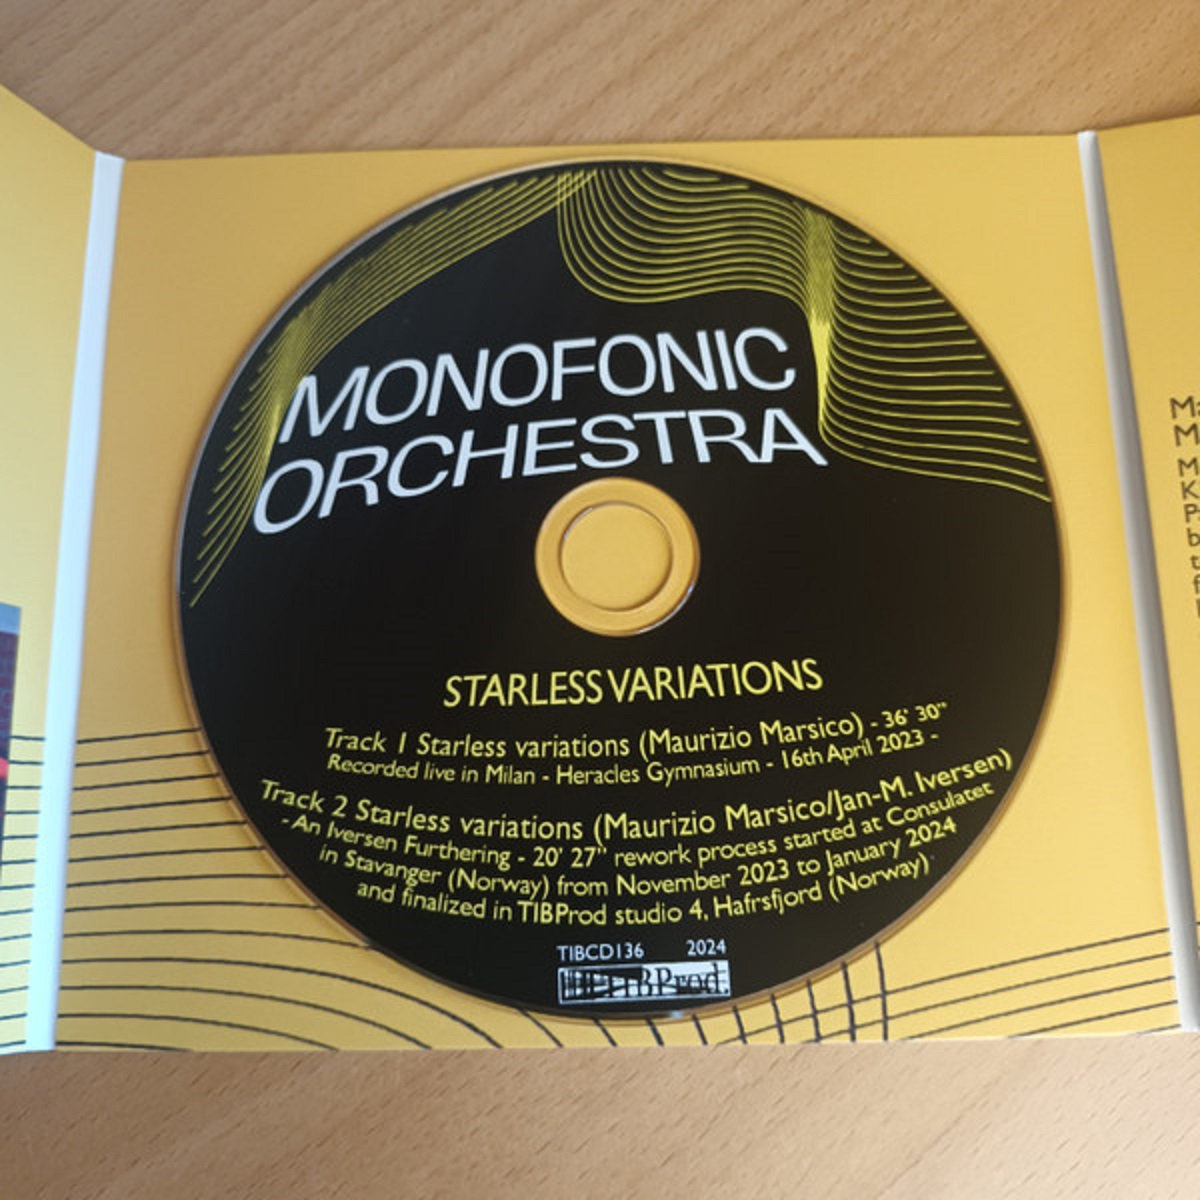 MONOFONIC
ORCHESTRA
STARLESS VARIATIONS
Track 1 Starless variations (Maurizio Marsico) - 36' 30"
Recorded live in Milan - Heracles Gymnasium - 16th April 2023 -
Track 2 Starless variations (Maurizio Marsico/Jan-M. Iversen)
- An Iversen Furthering - 20' 27" rework process started at Consulatet
in Stavanger (Norway) from November 2023 to January 2024
and finalized in TIBProd studio 4, Hafrsfjord (Norway)
TIBCD136 2024
TIBProd.